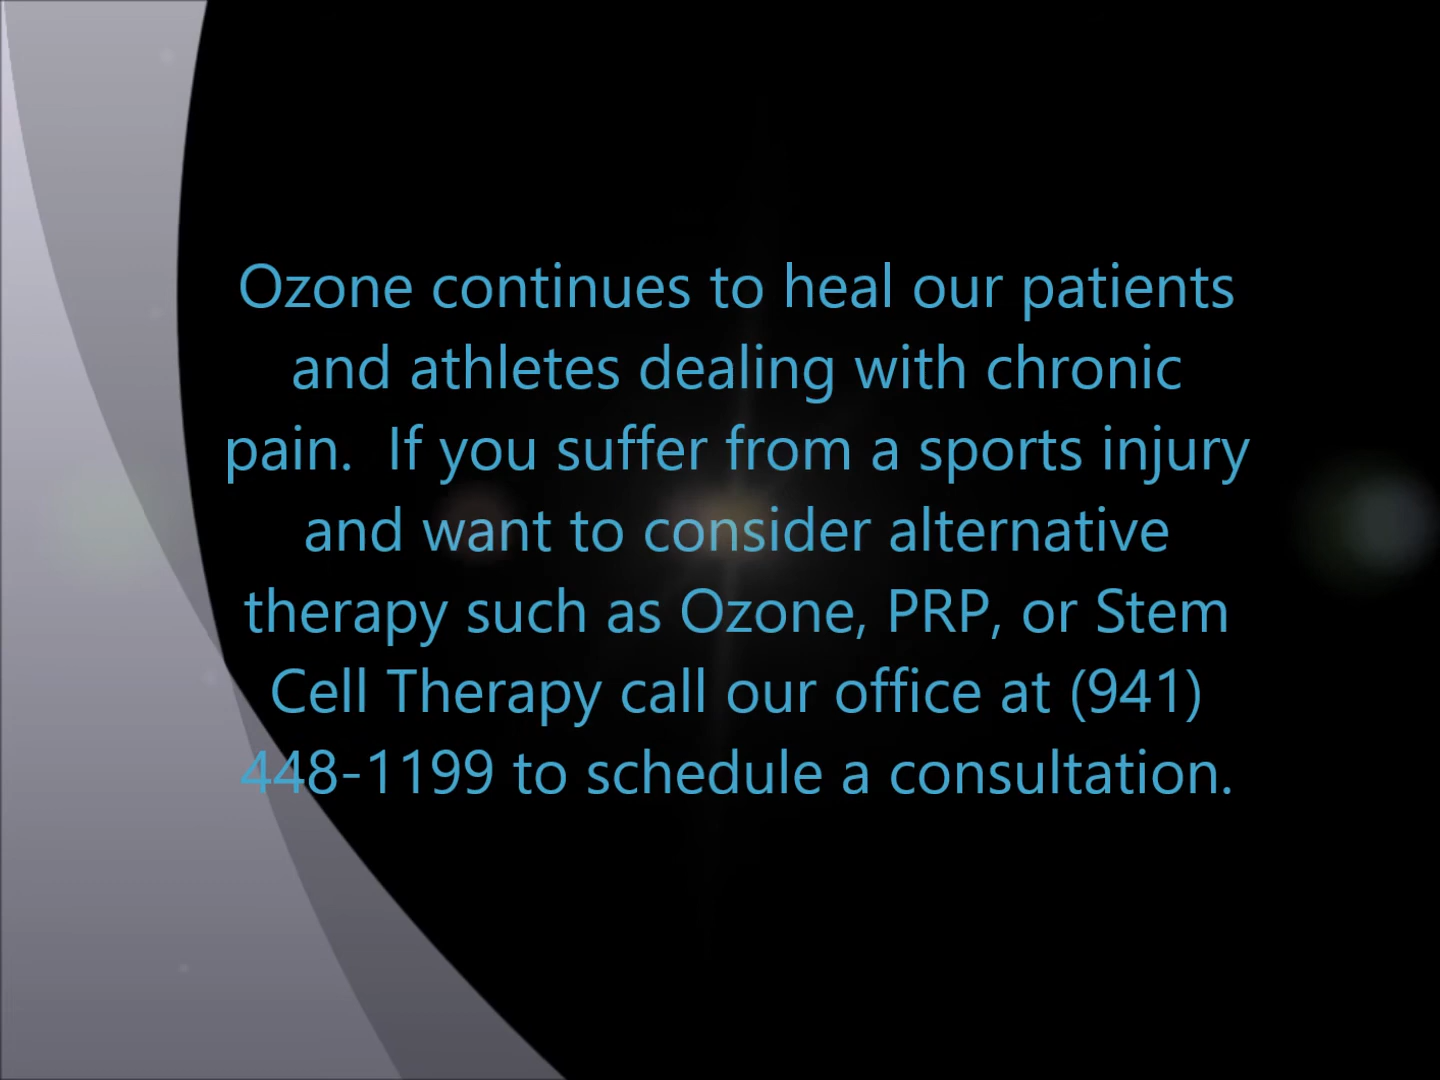 Ozone continues to heal our patients
and athletes dealing with chronic
pain.  If you suffer from a sports injury
and want to consider alternative
therapy such as Ozone, PRP, or Stem
Cell Therapy call our office at (941)
448-1199 to schedule a consultation.